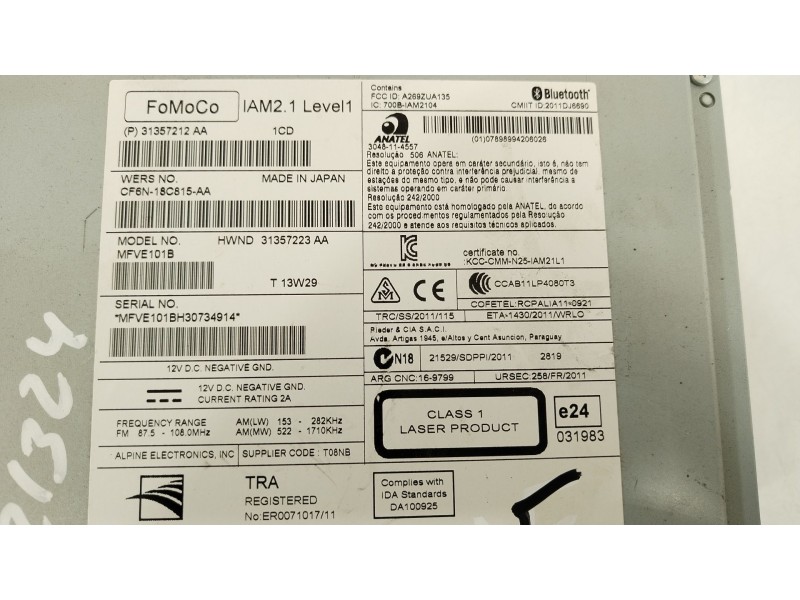 FoMoCo
IAM2.1 Level1
(P) 31357212 AA 1CD
WERS NO. MADE IN JAPAN
CF6N-18C815-AA
MODEL NO. HWND 31357223 AA
MFVE101B
T 13W29
SERIAL NO.
*MFVE101BH30734914*
12V D.C. NEGATIVE GND.
12V D.C. NEGATIVE GND.
CURRENT RATING 2A
FREQUENCY RANGE AM(LW) 153 - 282KHz
FM 87.5 - 108.0MHz AM(MW) 522 - 1710KHz
ALPINE ELECTRONICS, INC SUPPLIER CODE : T08NB
TRA
REGISTERED
No:ER0071017/11
Contains
FCC ID: A269ZUA135
IC: 700B-IAM2104
Bluetooth
CMIIT ID:2011DJ6690
ANATEL
3048-11-4557
(01)07898994206026
Resolução 506 ANATEL:
Este equipamento opera em caráter secundário, isto é, não tem
direito a proteção contra interferência prejudicial, mesmo de
estações do mesmo tipo, e não pode causar interferência a
sistemas operando em caráter primário.
Resolução 242/2000
Este equipamento está homologado pela ANATEL, de acordo
com os procedimentos regulamentados pela Resolução
242/2000 e atende aos requisitos técnicos aplicados.
certificate no.
:KCC-CMM-N25-IAM21L1
SM
CE
CCAB11LP4080T3
COFETEL:RCPALIA11-0921
TRC/SS/2011/115 ETA-1430/2011/WRLO
Rieder & CIA S.A.C.I.
Avda. Artigas 1945, e/Altos y Cent Asuncion, Paraguay
N18 21529/SDPPI/2011 2819
ARG CNC:16-9799 URSEC:258/FR/2011
CLASS 1
LASER PRODUCT
e24
031983
Complies with
IDA Standards
DA100925
21324